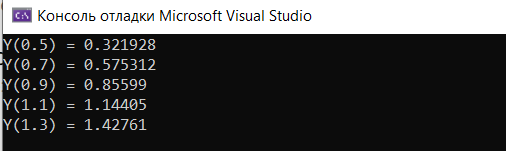 Консоль отладки Microsoft Visual Studio
Y(0.5) = 0.321928
Y(0.7) = 0.575312
Y(0.9) = 0.85599
Y(1.1) = 1.14405
Y(1.3) = 1.42761